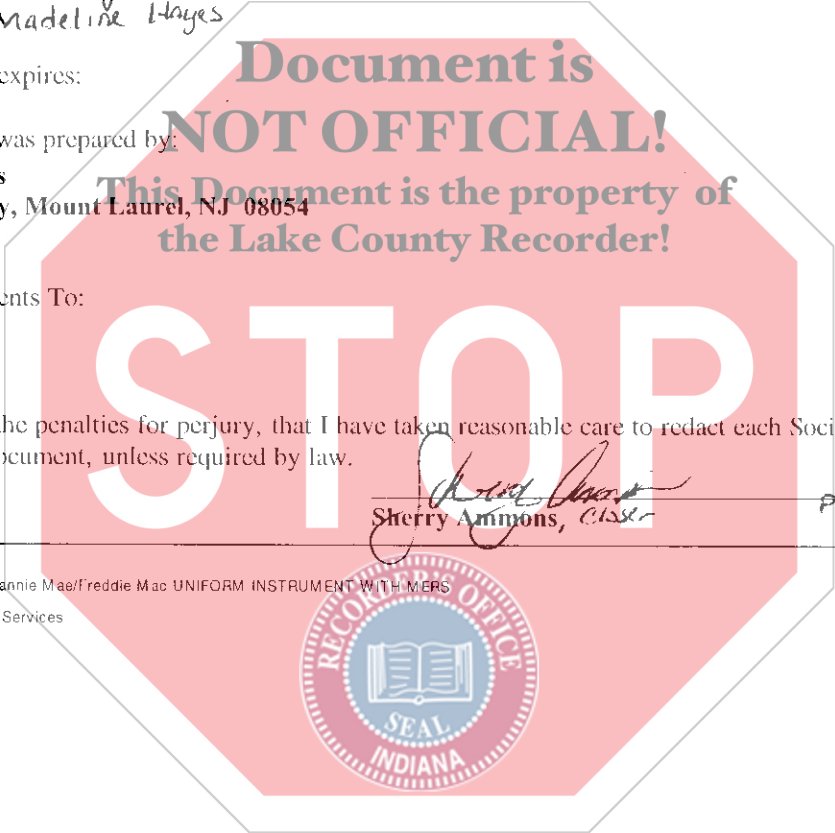 Madeline Hayes
Document is
expires:
NOT OFFICIAL!
was prepared by:
s
This Document is the property of
y, Mount Laurel, NJ 08054
the Lake County Recorder!
ents To:
STOP
he penalties for perjury, that I have taken reasonable care to redact each Soci
ocument, unless required by law.
Sherry Ammons, Closer
P
annie Mae/Freddie Mac UNIFORM INSTRUMENT WITH MERS
Services
RECORDER'S OFFICE
SEAL
INDIANA